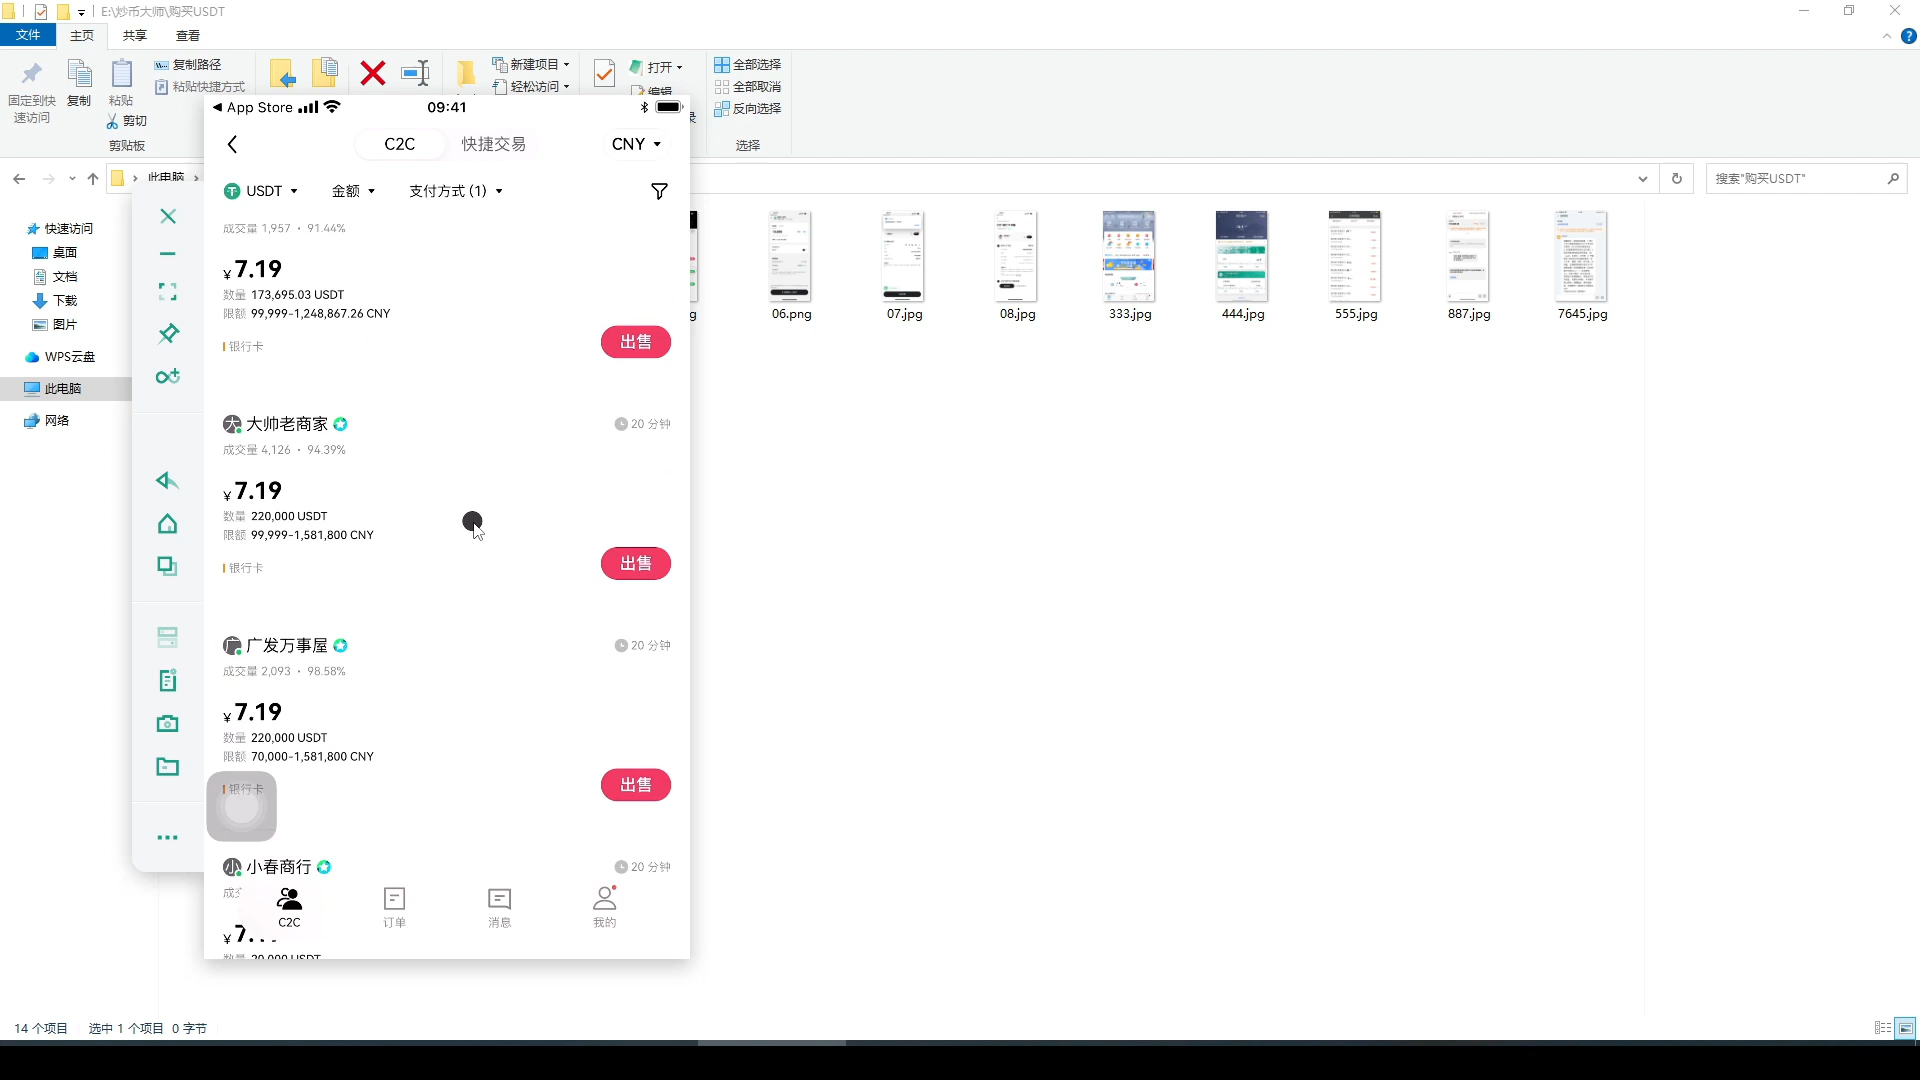 E:\炒币大师\购买USDT
文件 主页 共享 查看
固定到快速访问
复制
粘贴
复制路径
粘贴快捷方式
剪切
剪贴板
新建项目
轻松访问
打开
编辑
录
全部选择
全部取消
反向选择
选择
此电脑
搜索"购买USDT"
快速访问
桌面
文档
下载
图片
WPS云盘
此电脑
网络
App Store
09:41
C2C 快捷交易 CNY
USDT 金额 支付方式 (1)
成交量 1,957 · 91.44%
¥ 7.19
数量 173,695.03 USDT
限额 99,999-1,248,867.26 CNY
银行卡
出售
大 大帅老商家 20 分钟
成交量 4,126 · 94.39%
¥ 7.19
数量 220,000 USDT
限额 99,999-1,581,800 CNY
银行卡
出售
广 广发万事屋 20 分钟
成交量 2,093 · 98.58%
¥ 7.19
数量 220,000 USDT
限额 70,000-1,581,800 CNY
银行卡
出售
小 小春商行 20 分钟
C2C 订单 消息 我的
g
06.png
07.jpg
08.jpg
333.jpg
444.jpg
555.jpg
887.jpg
7645.jpg
14 个项目 选中 1 个项目 0 字节